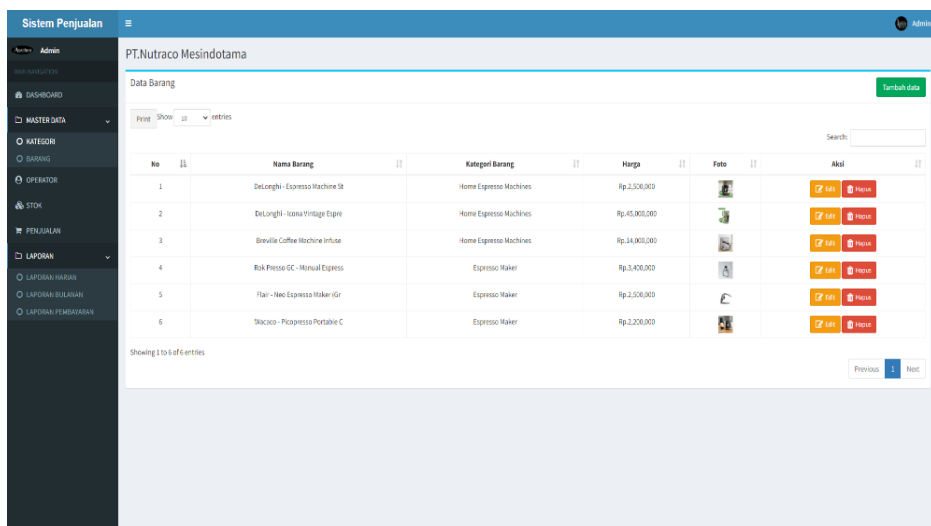 Sistem Penjualan
Admin
Admin
MAIN NAVIGATION
DASHBOARD
MASTER DATA
KATEGORI
BARANG
OPERATOR
STOK
PENJUALAN
LAPORAN
LAPORAN HARIAN
LAPORAN BULANAN
LAPORAN PEMBAYARAN
PT.Nutraco Mesindotama
Data Barang
Tambah data
Print Show 10 entries
Search:
No Nama Barang Kategori Barang Harga Foto Aksi
1 DeLonghi - Espresso Machine St Home Espresso Machines Rp.2,500,000 Edit Hapus
2 DeLonghi - Icona Vintage Espre Home Espresso Machines Rp.45,000,000 Edit Hapus
3 Breville Coffee Machine Infuse Home Espresso Machines Rp.14,000,000 Edit Hapus
4 Rok Presso GC - Manual Espress Espresso Maker Rp.3,400,000 Edit Hapus
5 Flair - Neo Espresso Maker (Gr Espresso Maker Rp.2,500,000 Edit Hapus
6 Wacaco - Picopresso Portable C Espresso Maker Rp.2,200,000 Edit Hapus
Showing 1 to 6 of 6 entries
Previous 1 Next